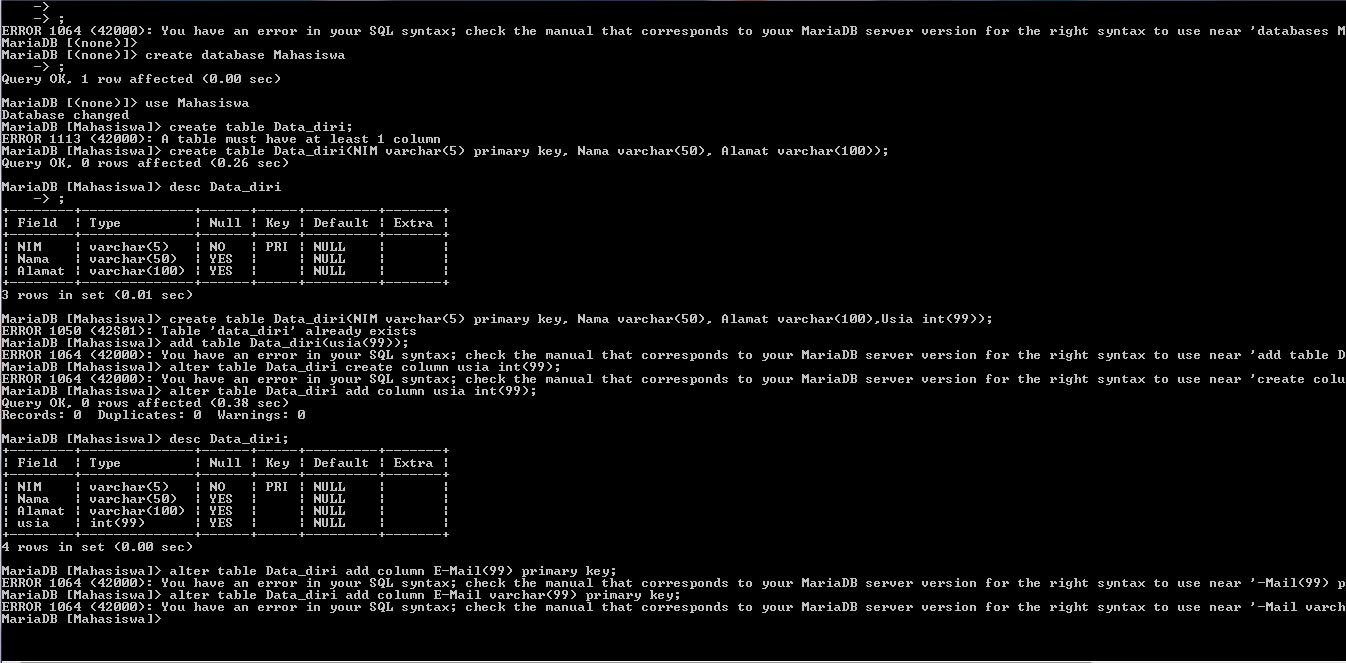 ->
    -> ;
ERROR 1064 (42000): You have an error in your SQL syntax; check the manual that corresponds to your MariaDB server version for the right syntax to use near 'databases M
MariaDB [(none)]>
MariaDB [(none)]> create database Mahasiswa
    -> ;
Query OK, 1 row affected (0.00 sec)
MariaDB [(none)]> use Mahasiswa
Database changed
MariaDB [Mahasiswa]> create table Data_diri;
ERROR 1113 (42000): A table must have at least 1 column
MariaDB [Mahasiswa]> create table Data_diri(NIM varchar(5) primary key, Nama varchar(50), Alamat varchar(100));
Query OK, 0 rows affected (0.26 sec)
MariaDB [Mahasiswa]> desc Data_diri
    -> ;
+--------+--------------+------+-----+---------+-------+
| Field  | Type         | Null | Key | Default | Extra |
+--------+--------------+------+-----+---------+-------+
| NIM    | varchar(5)   | NO   | PRI | NULL    |       |
| Nama   | varchar(50)  | YES  |     | NULL    |       |
| Alamat | varchar(100) | YES  |     | NULL    |       |
+--------+--------------+------+-----+---------+-------+
3 rows in set (0.01 sec)
MariaDB [Mahasiswa]> create table Data_diri(NIM varchar(5) primary key, Nama varchar(50), Alamat varchar(100),Usia int(99));
ERROR 1050 (42S01): Table 'data_diri' already exists
MariaDB [Mahasiswa]> add table Data_diri(usia(99));
ERROR 1064 (42000): You have an error in your SQL syntax; check the manual that corresponds to your MariaDB server version for the right syntax to use near 'add table D
MariaDB [Mahasiswa]> alter table Data_diri create column usia int(99);
ERROR 1064 (42000): You have an error in your SQL syntax; check the manual that corresponds to your MariaDB server version for the right syntax to use near 'create colu
MariaDB [Mahasiswa]> alter table Data_diri add column usia int(99);
Query OK, 0 rows affected (0.38 sec)
Records: 0  Duplicates: 0  Warnings: 0
MariaDB [Mahasiswa]> desc Data_diri;
+--------+--------------+------+-----+---------+-------+
| Field  | Type         | Null | Key | Default | Extra |
+--------+--------------+------+-----+---------+-------+
| NIM    | varchar(5)   | NO   | PRI | NULL    |       |
| Nama   | varchar(50)  | YES  |     | NULL    |       |
| Alamat | varchar(100) | YES  |     | NULL    |       |
| usia   | int(99)      | YES  |     | NULL    |       |
+--------+--------------+------+-----+---------+-------+
4 rows in set (0.00 sec)
MariaDB [Mahasiswa]> alter table Data_diri add column E-Mail(99) primary key;
ERROR 1064 (42000): You have an error in your SQL syntax; check the manual that corresponds to your MariaDB server version for the right syntax to use near '-Mail(99) p
MariaDB [Mahasiswa]> alter table Data_diri add column E-Mail varchar(99) primary key;
ERROR 1064 (42000): You have an error in your SQL syntax; check the manual that corresponds to your MariaDB server version for the right syntax to use near '-Mail varch
MariaDB [Mahasiswa]>